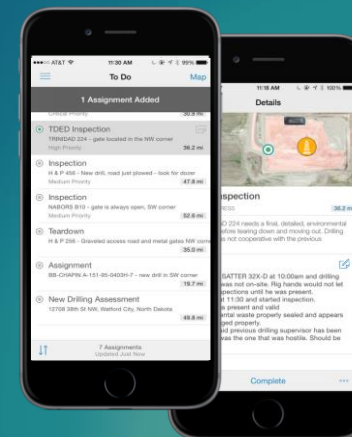 AT&T 11:30 AM 99%
To Do
Map
1 Assignment Added
Critical Priority 30.8 mi
TDED Inspection
TRINIDAD 224 - gate located in the NW corner
High Priority 36.2 mi
Inspection
H & P 456 - New drill, road just plowed - look for dozer
Medium Priority 47.8 mi
Inspection
NABORS B10 - gate is always open, SW corner
Medium Priority 52.6 mi
Teardown
H & P 256 - Graveled access road and metal gates NW corn
35.0 mi
Assignment
BB-CHAPIN A-151-95-0403H-7 - new drill in SW corner
19.7 mi
New Drilling Assessment
12708 38th St NW, Watford City, North Dakota
49.8 mi
7 Assignments
Updated Just Now
11:18 AM 100%
Details
spection
36.2 m
D 224 needs a final, detailed, environmental
efore tearing down and moving out. Drilling
s not cooperative with the previous
SATTER 32X-D at 10:00am and drilling
was not on-site. Rig hands would not let
spections until he was present.
at 11:30 and started inspection.
s present and valid
ental waste properly sealed and appears
ged properly.
id previous drilling supervisor has been
was the one that was hostile. Should be
Complete